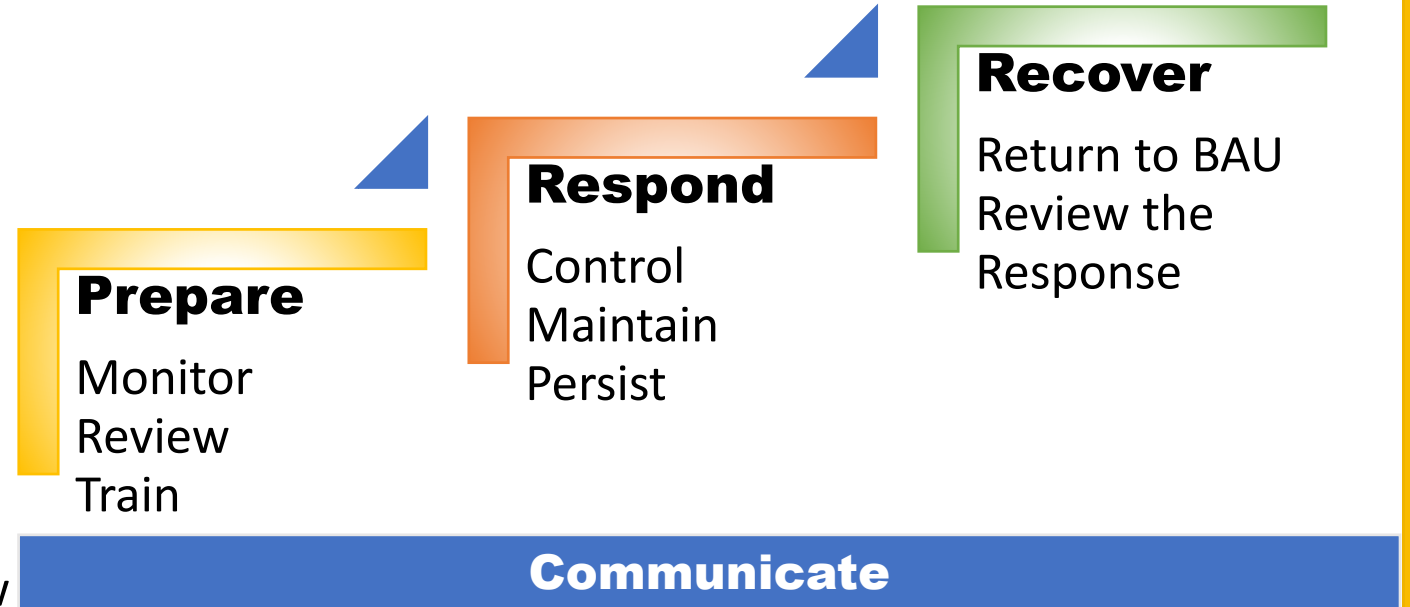 Prepare
Monitor
Review
Train
Respond
Control
Maintain
Persist
Recover
Return to BAU
Review the
Response
Communicate